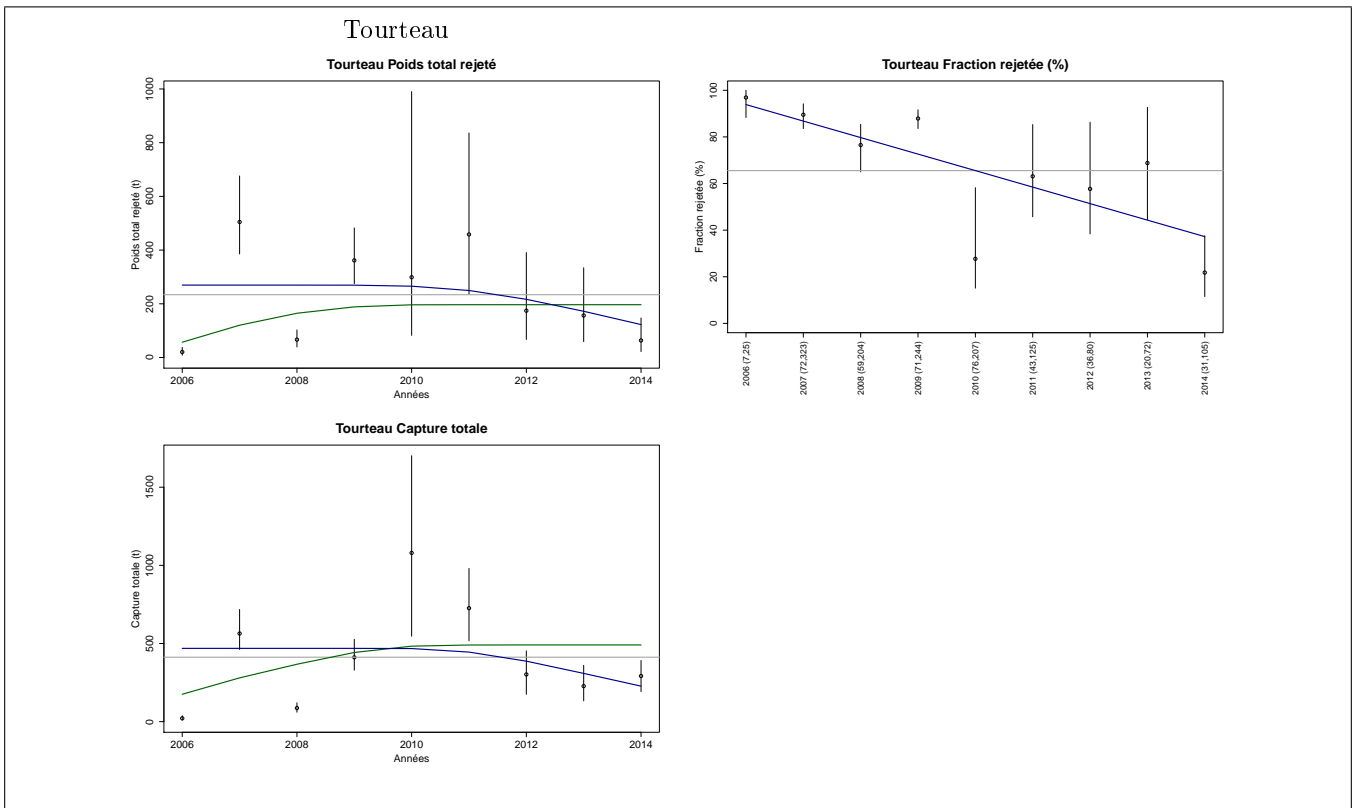 Tourteau
Tourteau Poids total rejeté
Poids total rejeté (t)
1000
800
600
400
200
0
2006 2008 2010 2012 2014
Années
Tourteau Fraction rejetée (%)
Fraction rejetée (%)
100
80
60
40
20
0
2006 (7,25)
2007 (72,323)
2008 (59,204)
2009 (71,244)
2010 (76,207)
2011 (43,125)
2012 (36,80)
2013 (20,72)
2014 (31,105)
Tourteau Capture totale
Capture totale (t)
1500
1000
500
0
2006 2008 2010 2012 2014
Années